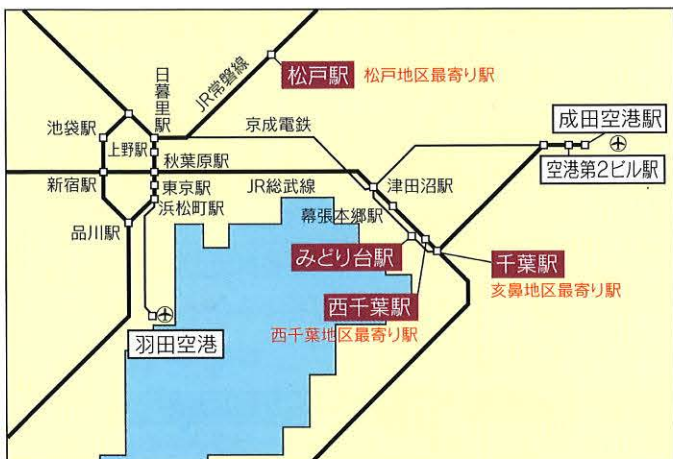 松戸駅
松戸地区最寄り駅
日暮里駅
JR常磐線
京成電鉄
成田空港駅
空港第2ビル駅
池袋駅
上野駅
秋葉原駅
新宿駅
東京駅
JR総武線
津田沼駅
浜松町駅
幕張本郷駅
品川駅
みどり台駅
千葉駅
亥鼻地区最寄り駅
西千葉駅
西千葉地区最寄り駅
羽田空港